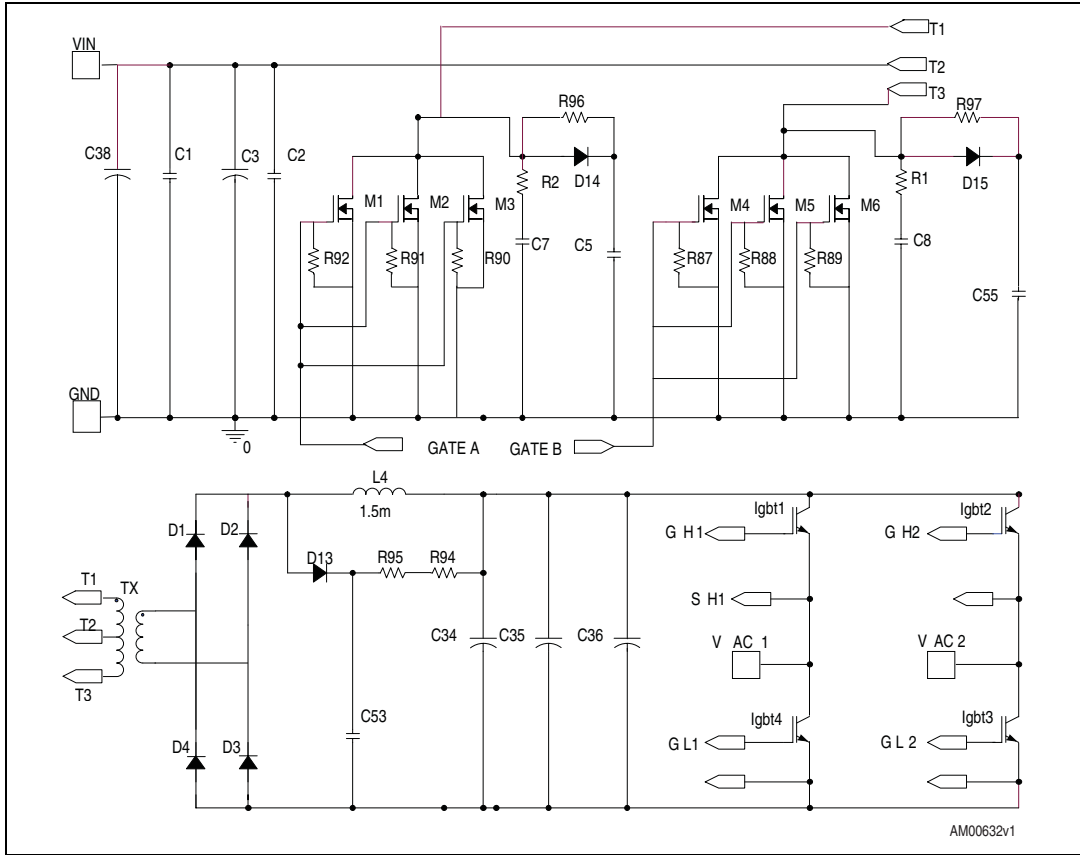 VIN
T1
T2
T3
R96
R97
C38
C1
C3
C2
R2
D14
R1
D15
M1
M2
M3
M4
M5
M6
R92
R91
R90
C7
C5
R87
R88
R89
C8
C55
GND
0
GATE A
GATE B
L4
1.5m
D1
D2
Igbt1
Igbt2
G H1
G H2
D13
R95
R94
T1
TX
S H1
T2
C34
C35
C36
V AC 1
V AC 2
T3
C53
Igbt4
Igbt3
D4
D3
G L1
G L 2
AM00632v1